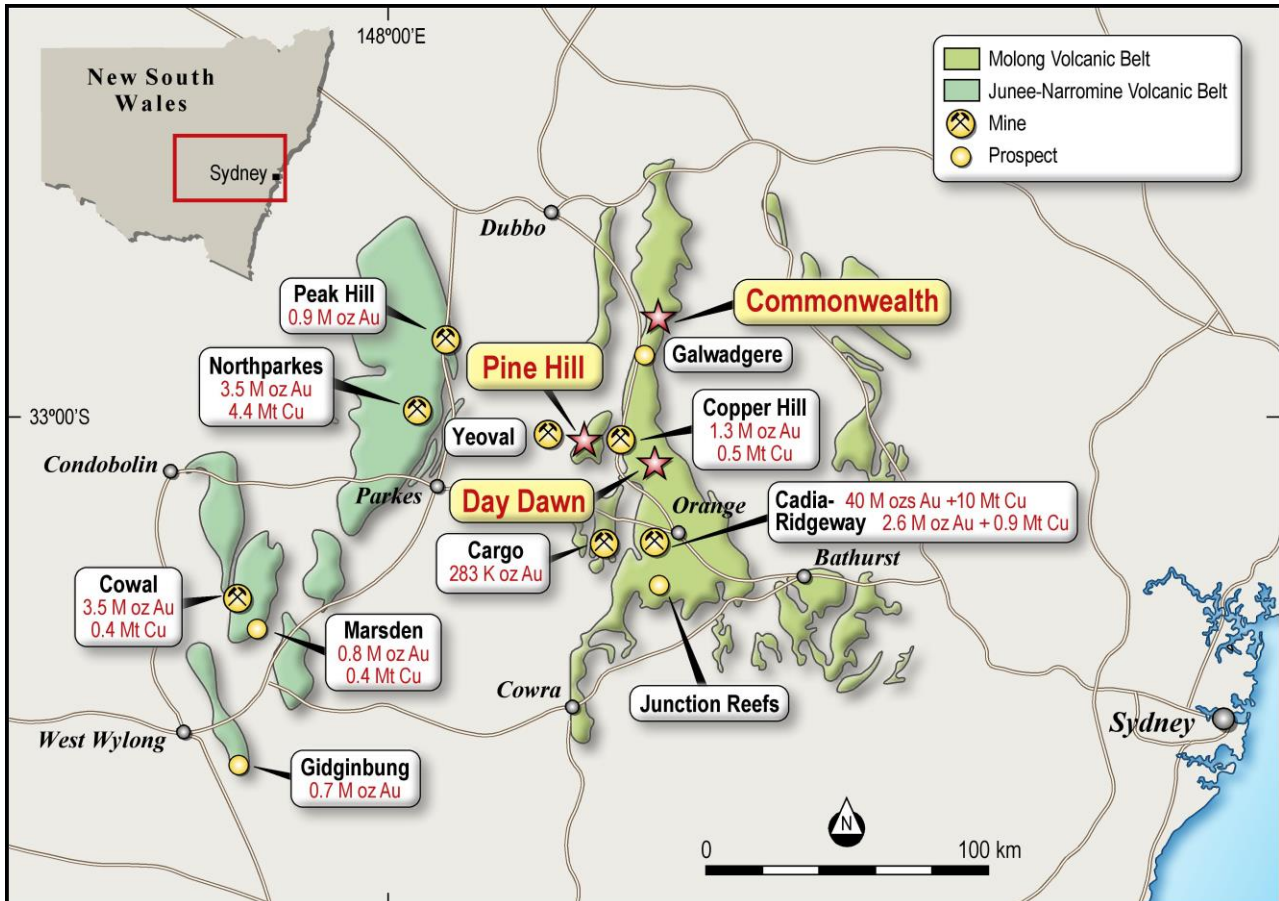 148°00'E
New South
Wales
Sydney
Molong Volcanic Belt
Junee-Narromine Volcanic Belt
Mine
Prospect
Dubbo
Peak Hill
0.9 M oz Au
Commonwealth
Northparkes
3.5 M oz Au
4.4 Mt Cu
Pine Hill
Galwadgere
33°00'S
Copper Hill
1.3 M oz Au
0.5 Mt Cu
Yeoval
Condobolin
Parkes
Day Dawn
Orange
Cadia- 40 M ozs Au +10 Mt Cu
Ridgeway 2.6 M oz Au + 0.9 Mt Cu
Cargo
283 K oz Au
Bathurst
Cowal
3.5 M oz Au
0.4 Mt Cu
Marsden
0.8 M oz Au
0.4 Mt Cu
Cowra
Junction Reefs
Sydney
West Wylong
Gidginbung
0.7 M oz Au
N
0 100 km